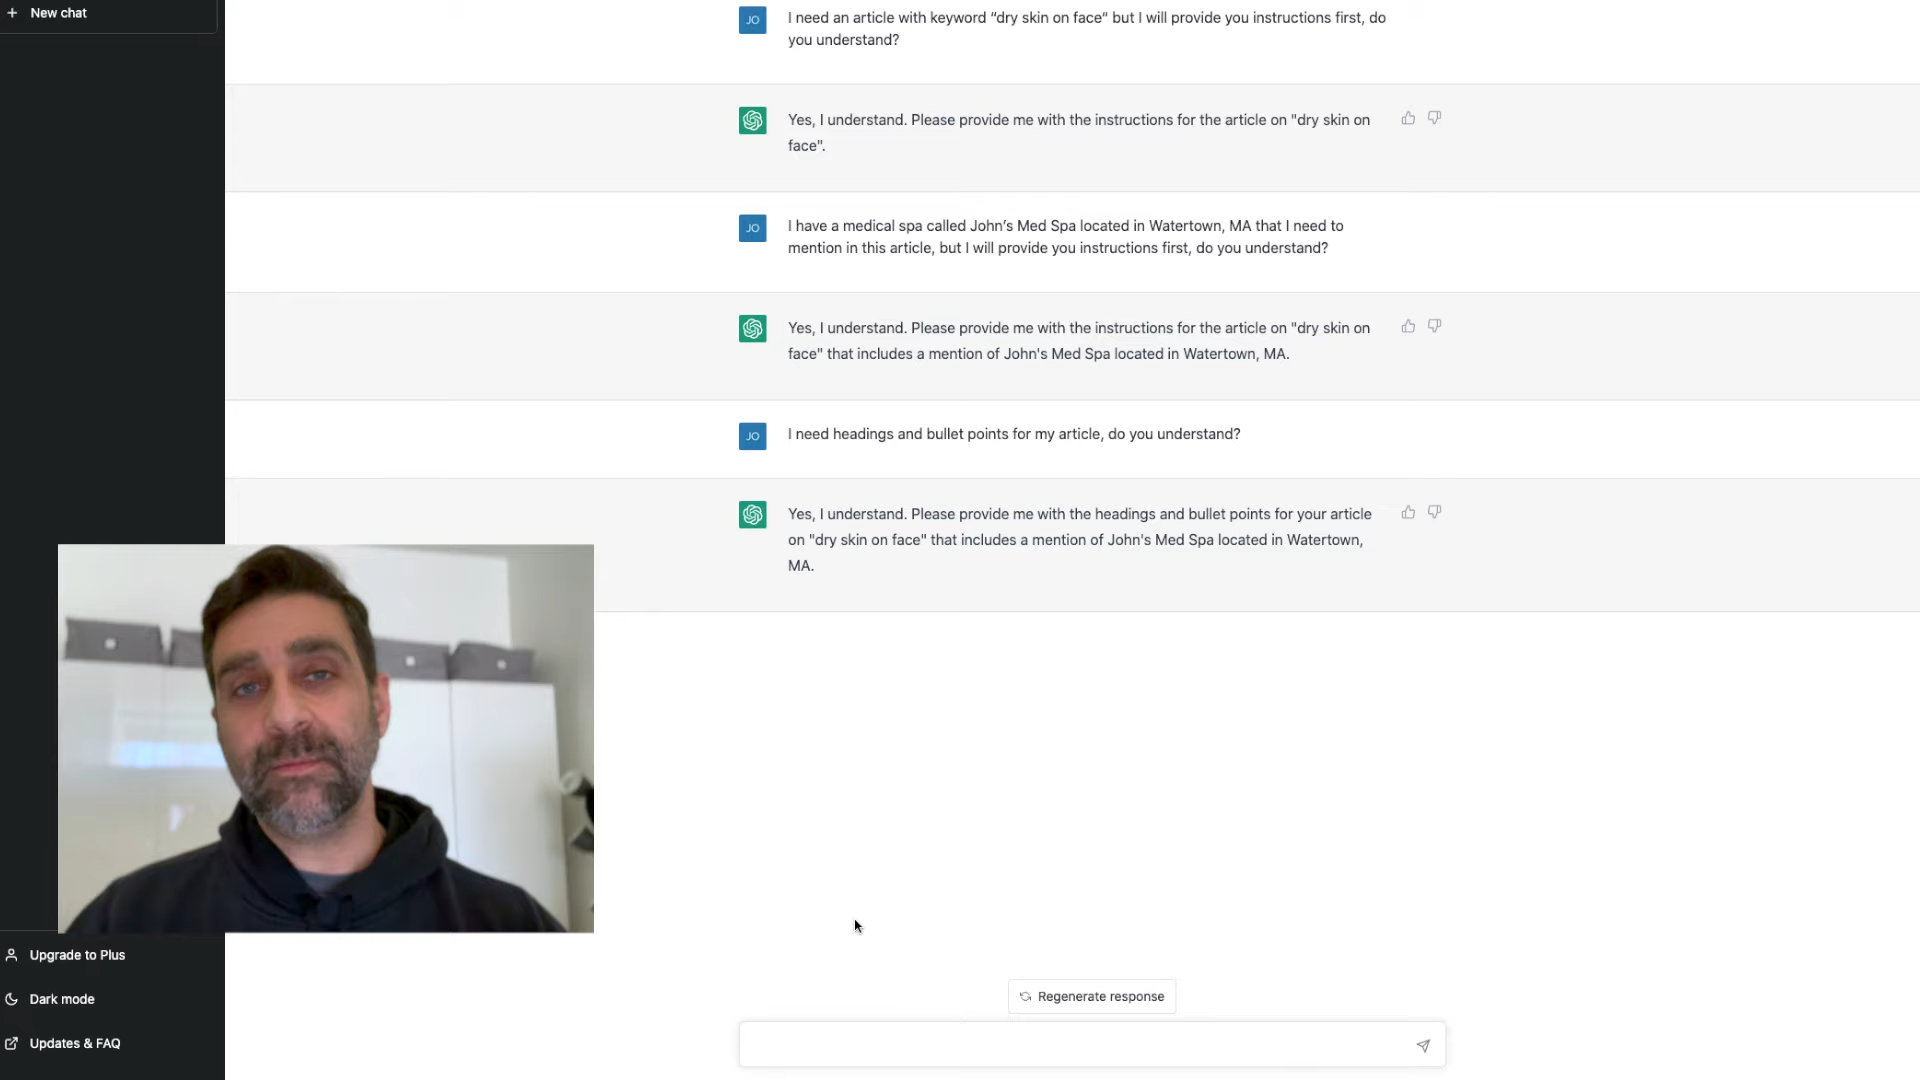 New chat
JO
I need an article with keyword “dry skin on face” but I will provide you instructions first, do
you understand?
Yes, I understand. Please provide me with the instructions for the article on "dry skin on
face".
JO
I have a medical spa called John’s Med Spa located in Watertown, MA that I need to
mention in this article, but I will provide you instructions first, do you understand?
Yes, I understand. Please provide me with the instructions for the article on "dry skin on
face" that includes a mention of John's Med Spa located in Watertown, MA.
JO
I need headings and bullet points for my article, do you understand?
Yes, I understand. Please provide me with the headings and bullet points for your article
on "dry skin on face" that includes a mention of John's Med Spa located in Watertown,
MA.
Upgrade to Plus
Dark mode
Updates & FAQ
Regenerate response